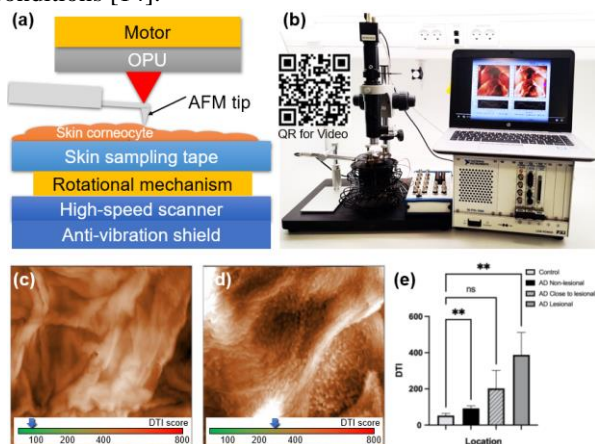 conditions [14].
(a)
Motor
OPU
AFM tip
Skin corneocyte
Skin sampling tape
Rotational mechanism
High-speed scanner
Anti-vibration shield
(b)
QR for Video
(c)
DTI score
100 200 400 800
(d)
DTI score
100 200 400 800
(e)
Control
AD Non-lesional
AD Close to lesional
AD Lesional
**
ns
**
600
400
200
0
DTI
Location